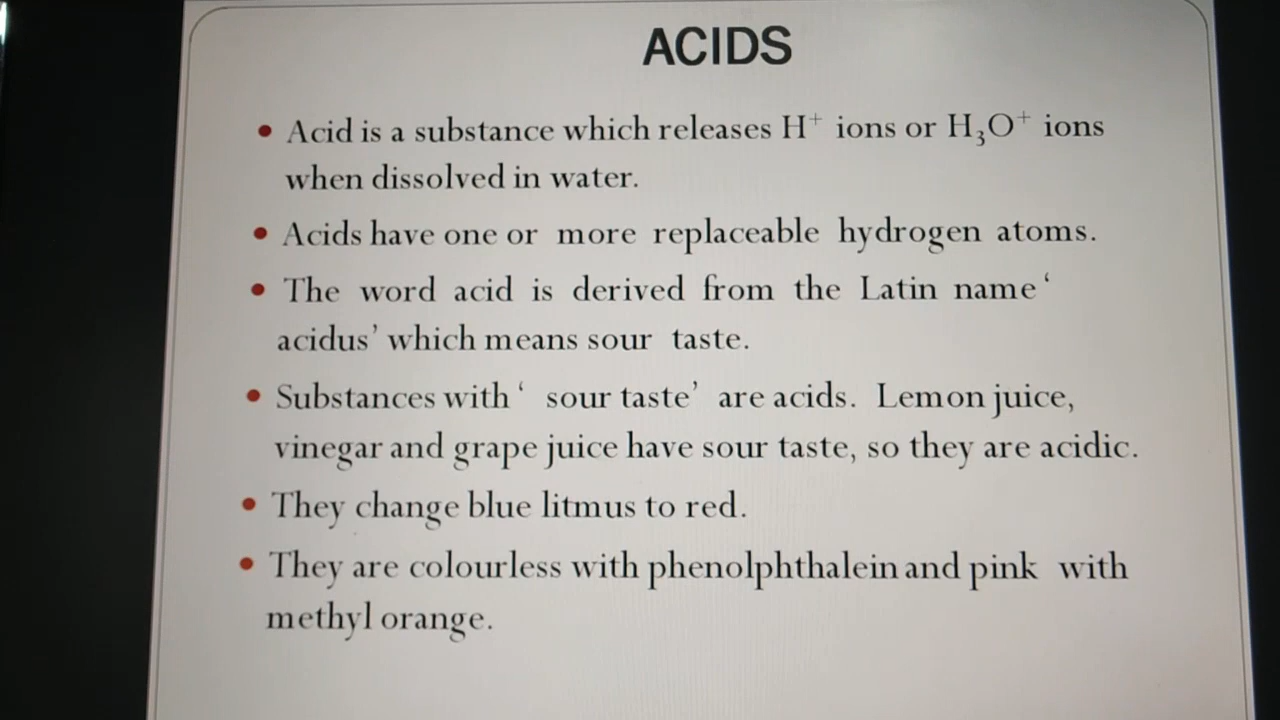 ACIDS
• Acid is a substance which releases H⁺ ions or H₃O⁺ ions
when dissolved in water.
• Acids have one or more replaceable hydrogen atoms.
• The word acid is derived from the Latin name ‘
acidus’ which means sour taste.
• Substances with ‘ sour taste’ are acids. Lemon juice,
vinegar and grape juice have sour taste, so they are acidic.
• They change blue litmus to red.
• They are colourless with phenolphthalein and pink with
methyl orange.